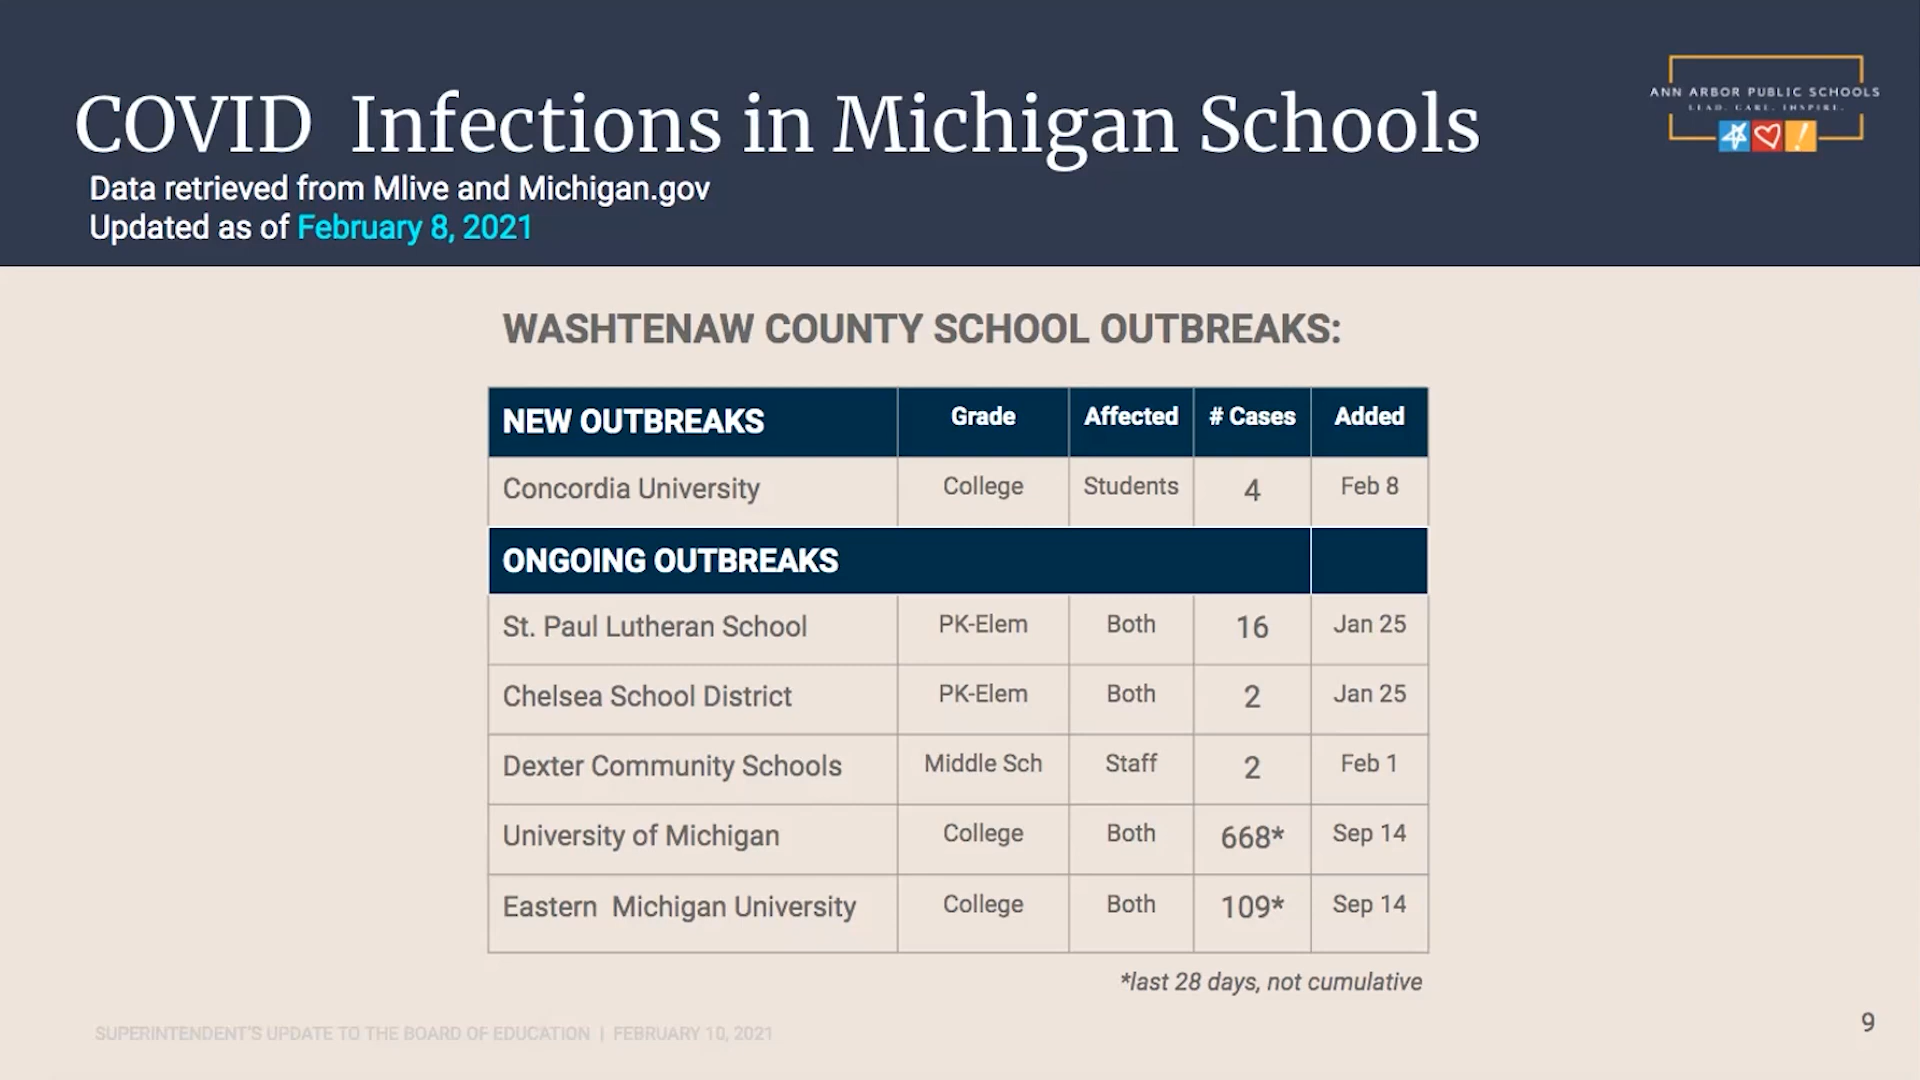 COVID  Infections in Michigan Schools
Data retrieved from Mlive and Michigan.gov
Updated as of February 8, 2021
ANN ARBOR PUBLIC SCHOOLS
LEAD. CARE. INSPIRE.
WASHTENAW COUNTY SCHOOL OUTBREAKS:
NEW OUTBREAKS Grade Affected # Cases Added
Concordia University College Students 4 Feb 8
ONGOING OUTBREAKS
St. Paul Lutheran School PK-Elem Both 16 Jan 25
Chelsea School District PK-Elem Both 2 Jan 25
Dexter Community Schools Middle Sch Staff 2 Feb 1
University of Michigan College Both 668* Sep 14
Eastern  Michigan University College Both 109* Sep 14
*last 28 days, not cumulative
SUPERINTENDENT'S UPDATE TO THE BOARD OF EDUCATION | FEBRUARY 10, 2021
9